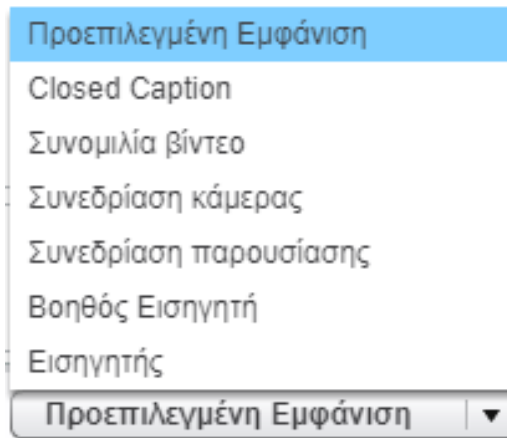 Προεπιλεγμένη Εμφάνιση
Closed Caption
Συνομιλία βίντεο
Συνεδρίαση κάμερας
Συνεδρίαση παρουσίασης
Βοηθός Εισηγητή
Εισηγητής
Προεπιλεγμένη Εμφάνιση